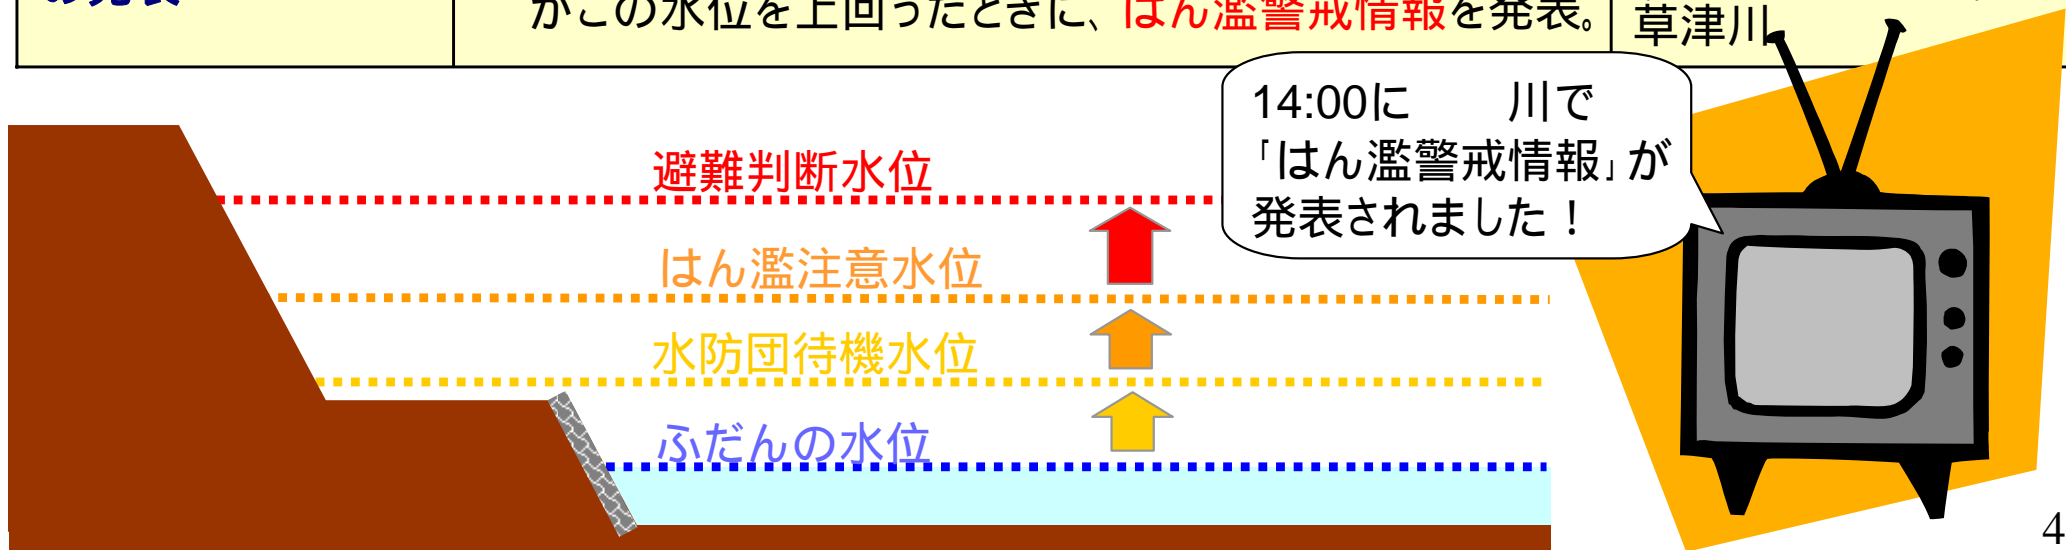 がこの水位を上回ったときに、はん濫警戒情報を発表。
草津川
14:00に　　川で
「はん濫警戒情報」が
発表されました！
避難判断水位
はん濫注意水位
水防団待機水位
ふだんの水位
4